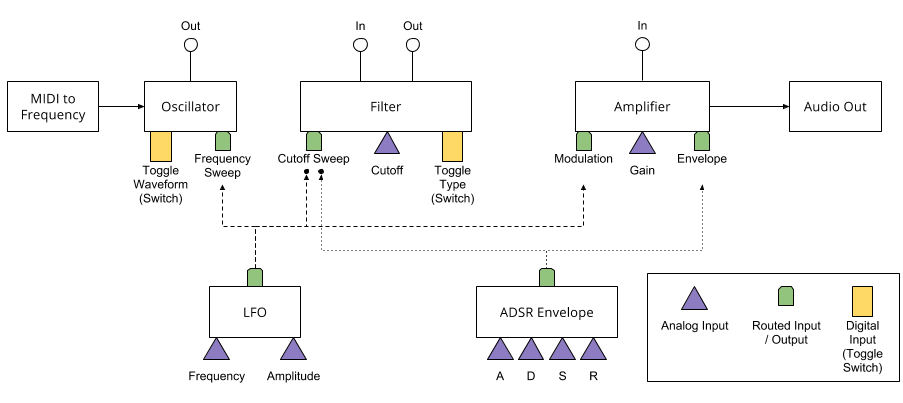 Out
In
Out
In
MIDI to
Frequency
Oscillator
Filter
Amplifier
Audio Out
Toggle
Waveform
(Switch)
Frequency
Sweep
Cutoff Sweep
Cutoff
Toggle
Type
(Switch)
Modulation
Gain
Envelope
LFO
Frequency
Amplitude
ADSR Envelope
A
D
S
R
Analog Input
Routed Input
/ Output
Digital
Input
(Toggle
Switch)